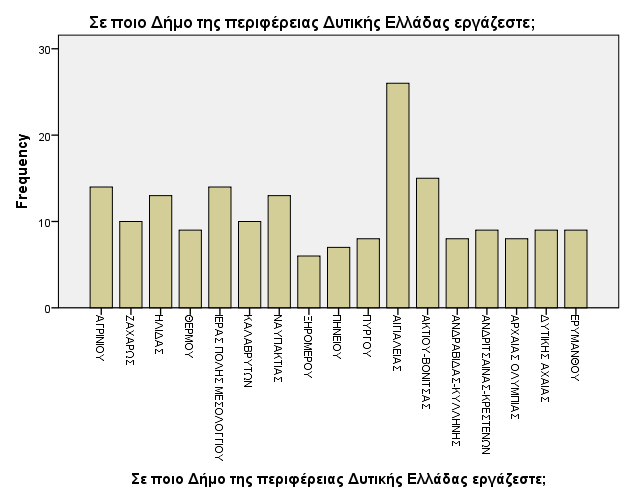 Σε ποιο Δήμο της περιφέρειας Δυτικής Ελλάδας εργάζεστε;
30
20
10
0
Frequency
ΑΓΡΙΝΙΟΥ
ΖΑΧΑΡΩΣ
ΗΛΙΔΑΣ
ΘΕΡΜΟΥ
ΙΕΡΑΣ ΠΟΛΗΣ ΜΕΣΟΛΟΓΓΙΟΥ
ΚΑΛΑΒΡΥΤΩΝ
ΝΑΥΠΑΚΤΙΑΣ
ΞΗΡΟΜΕΡΟΥ
ΠΗΝΕΙΟΥ
ΠΥΡΓΟΥ
ΑΙΓΙΑΛΕΙΑΣ
ΑΚΤΙΟΥ-ΒΟΝΙΤΣΑΣ
ΑΝΔΡΑΒΙΔΑΣ-ΚΥΛΛΗΝΗΣ
ΑΝΔΡΙΤΣΑΙΝΑΣ-ΚΡΕΣΤΕΝΩΝ
ΑΡΧΑΙΑΣ ΟΛΥΜΠΙΑΣ
ΔΥΤΙΚΗΣ ΑΧΑΙΑΣ
ΕΡΥΜΑΝΘΟΥ
Σε ποιο Δήμο της περιφέρειας Δυτικής Ελλάδας εργάζεστε;